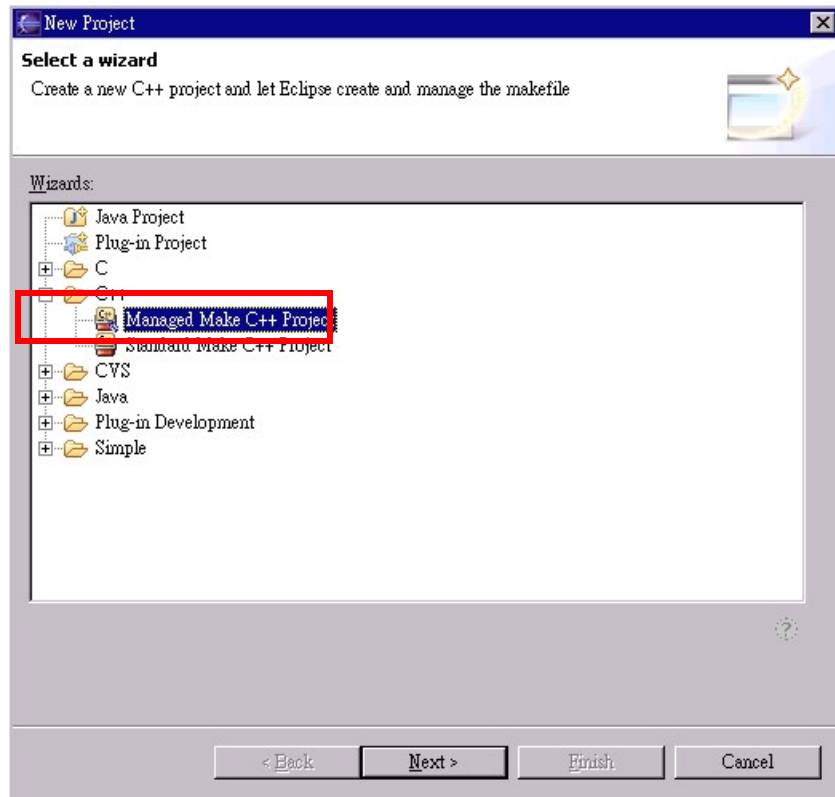 New Project
Select a wizard
Create a new C++ project and let Eclipse create and manage the makefile
Wizards:
Java Project
Plug-in Project
C
C++
Managed Make C++ Project
Standard Make C++ Project
CVS
Java
Plug-in Development
Simple
< Back
Next >
Finish
Cancel